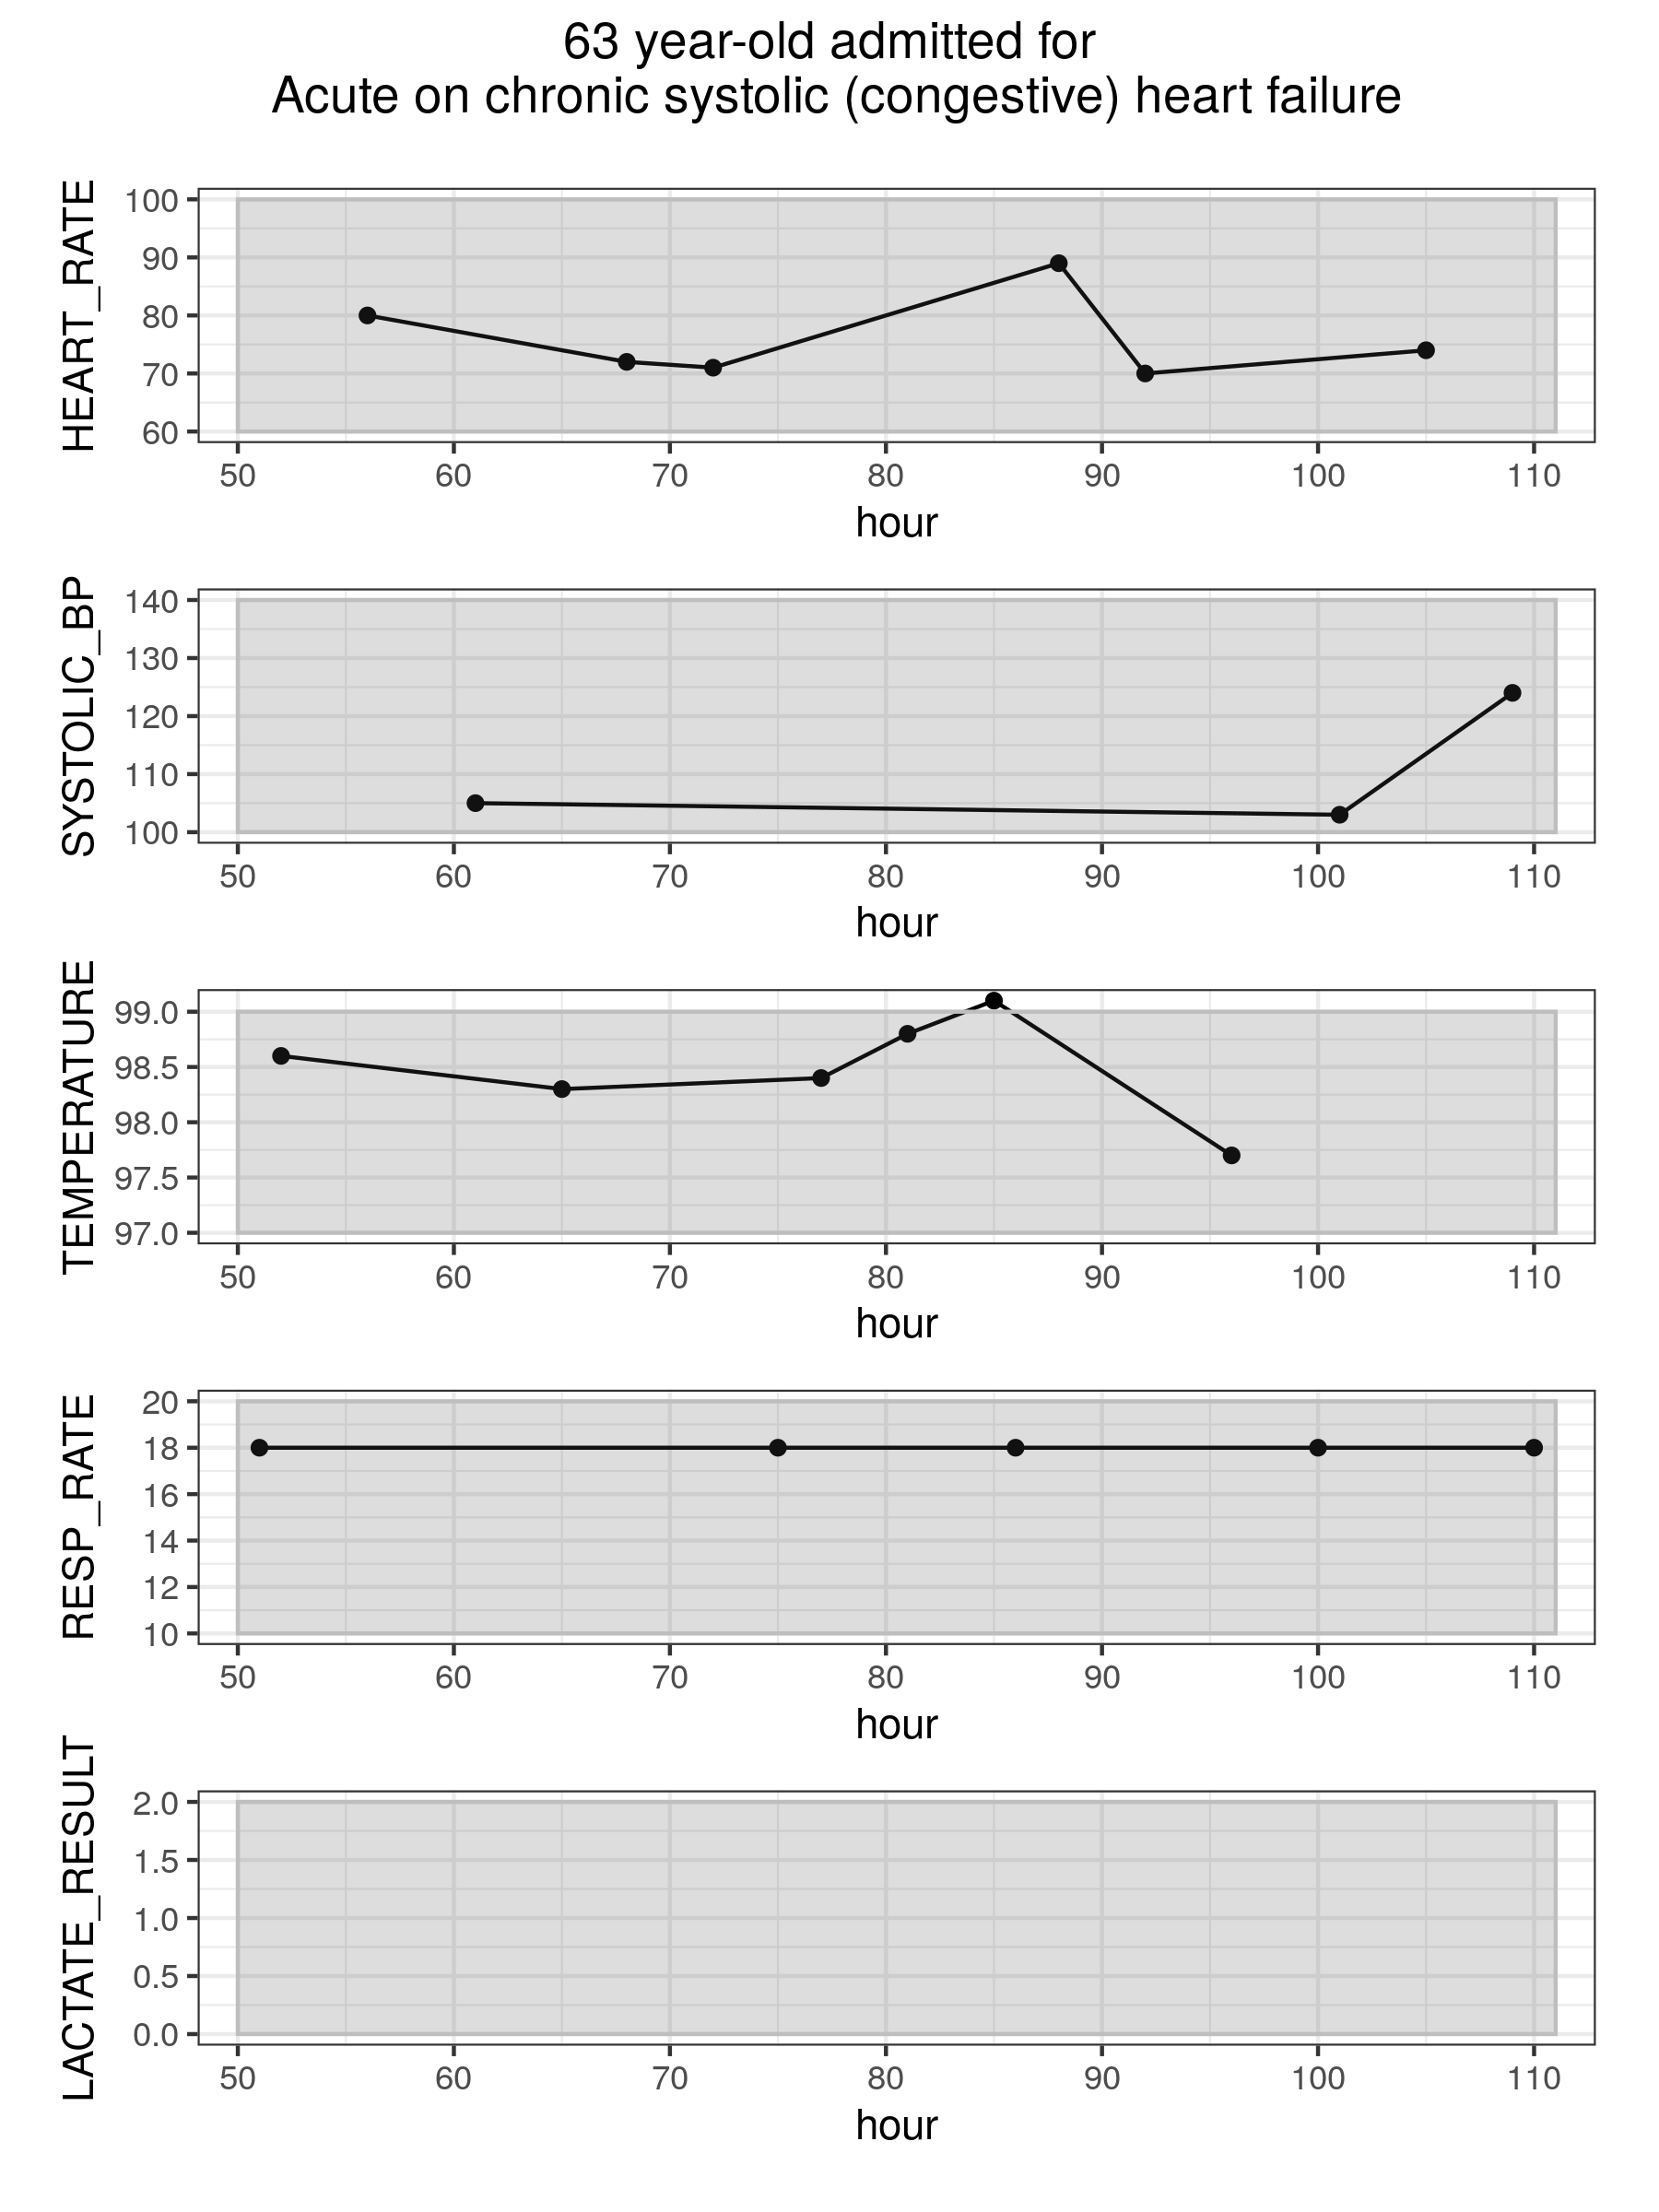 63 year-old admitted for
Acute on chronic systolic (congestive) heart failure
HEART_RATE
100
90
80
70
60
50 60 70 80 90 100 110
hour
SYSTOLIC_BP
140
130
120
110
100
50 60 70 80 90 100 110
hour
TEMPERATURE
99.0
98.5
98.0
97.5
97.0
50 60 70 80 90 100 110
hour
RESP_RATE
20
18
16
14
12
10
50 60 70 80 90 100 110
hour
LACTATE_RESULT
2.0
1.5
1.0
0.5
0.0
50 60 70 80 90 100 110
hour